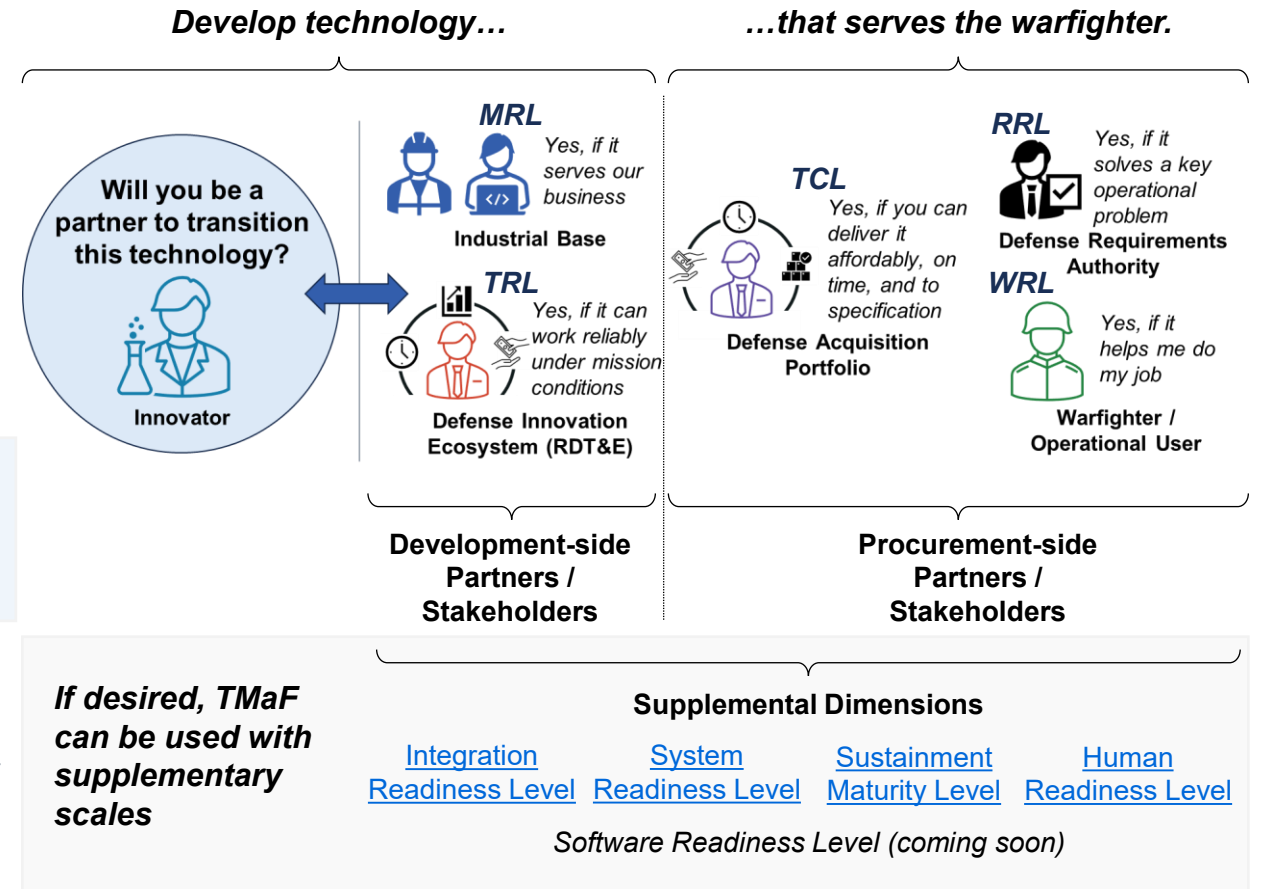 Develop technology…
…that serves the warfighter.
Will you be a
partner to transition
this technology?
Innovator
MRL
Yes, if it
serves our
business
</>
Industrial Base
TRL
Yes, if it can
work reliably
under mission
conditions
Defense Innovation
Ecosystem (RDT&E)
TCL
Yes, if you can
deliver it
affordably, on
time, and to
specification
Defense Acquisition
Portfolio
RRL
Yes, if it
solves a key
operational
problem
Defense Requirements
Authority
WRL
Yes, if it
helps me do
my job
Warfighter /
Operational User
Development-side
Partners /
Stakeholders
Procurement-side
Partners /
Stakeholders
If desired, TMaF
can be used with
supplementary
scales
Supplemental Dimensions
Integration
Readiness Level
System
Readiness Level
Sustainment
Maturity Level
Human
Readiness Level
Software Readiness Level (coming soon)